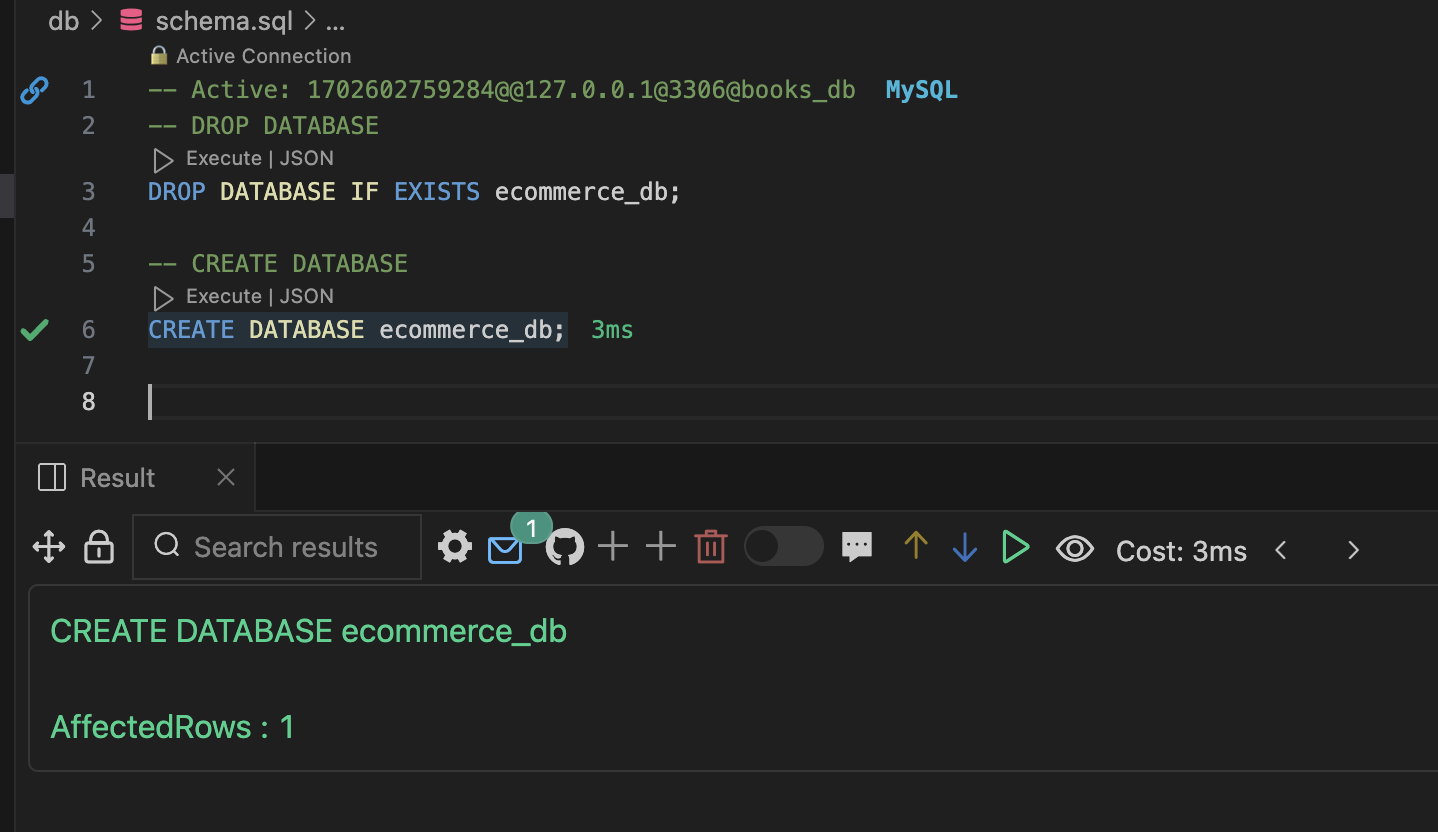 db > schema.sql > ...
Active Connection
1 -- Active: 1702602759284@@127.0.0.1@3306@books_db MySQL
2 -- DROP DATABASE
Execute | JSON
3 DROP DATABASE IF EXISTS ecommerce_db;
4
5 -- CREATE DATABASE
Execute | JSON
6 CREATE DATABASE ecommerce_db; 3ms
7
8
Result
Search results 1 Cost: 3ms < >
CREATE DATABASE ecommerce_db
AffectedRows : 1